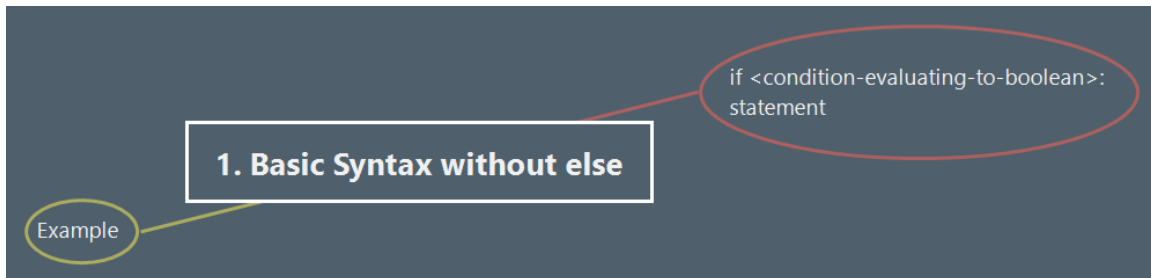 if <condition-evaluating-to-boolean>:
statement
1. Basic Syntax without else
Example